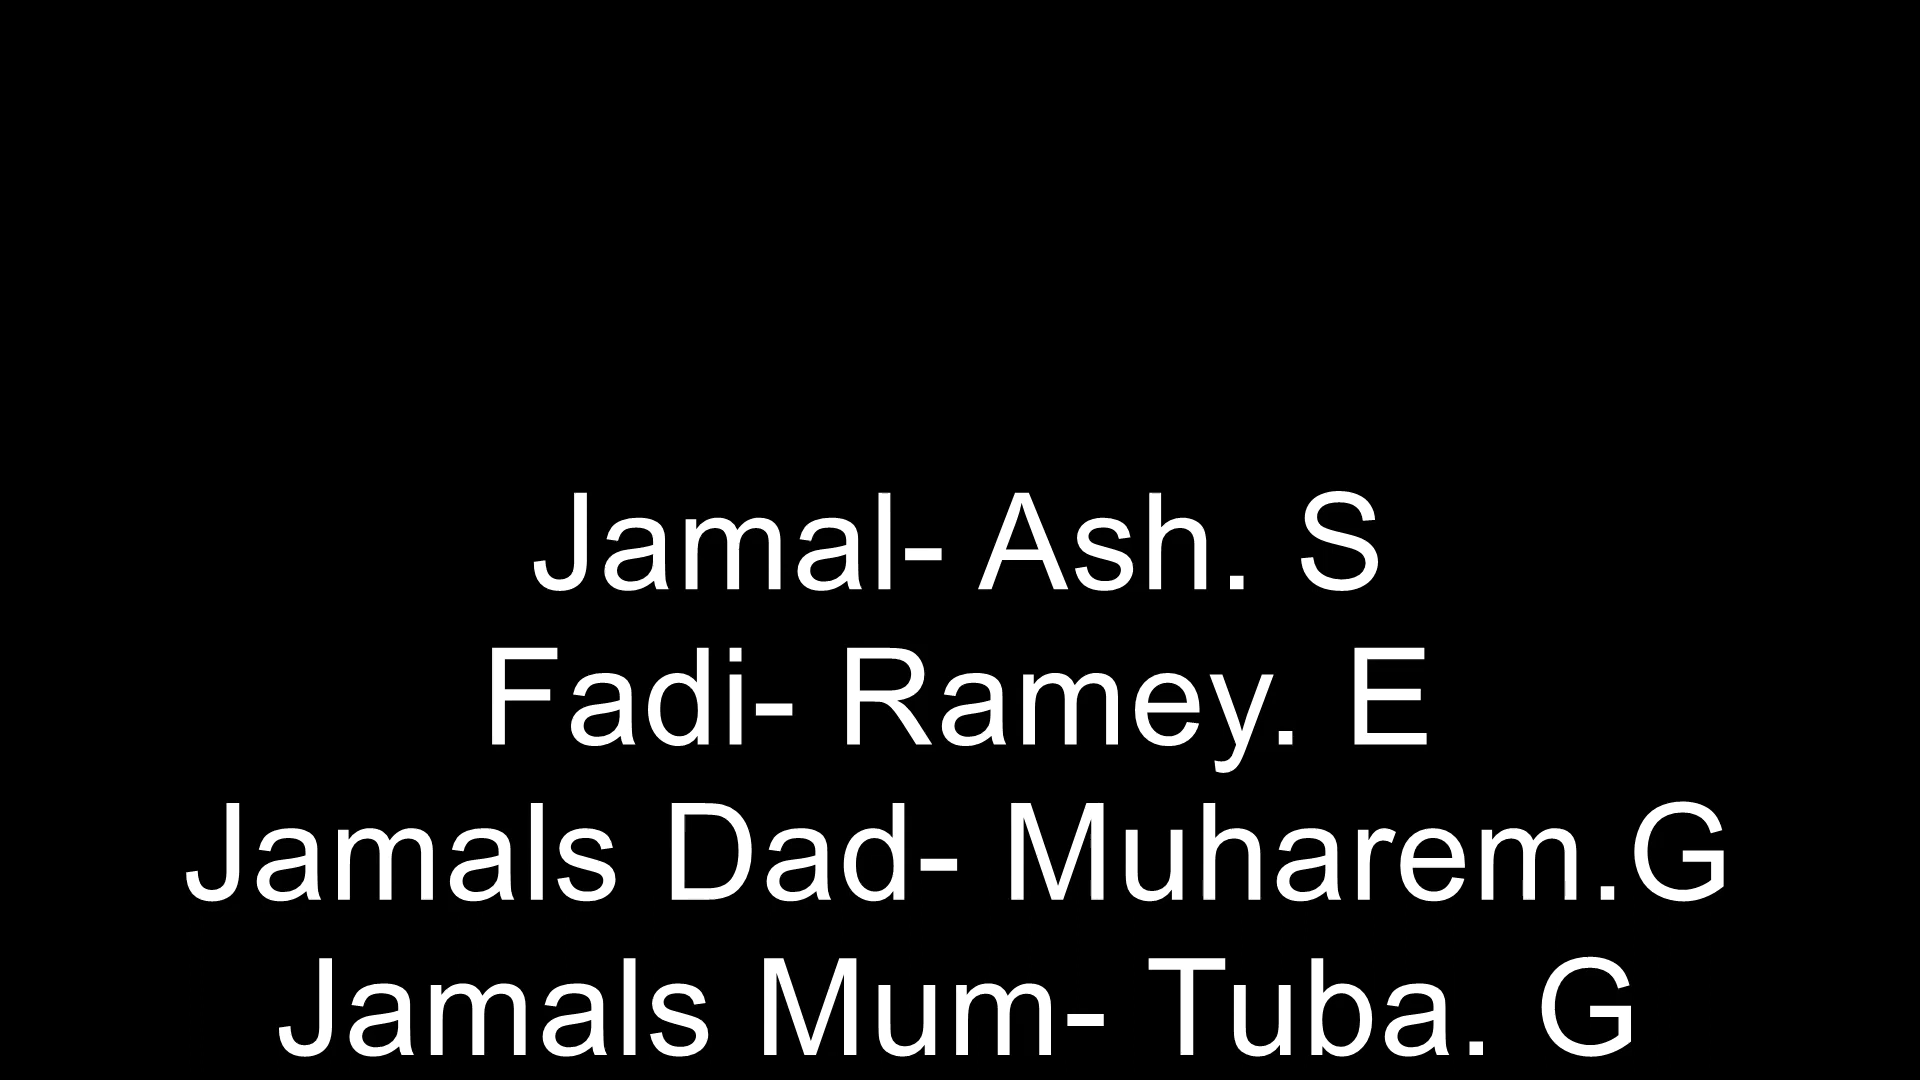 Jamal- Ash. S
Fadi- Ramey. E
Jamals Dad- Muharem.G
Jamals Mum- Tuba. G